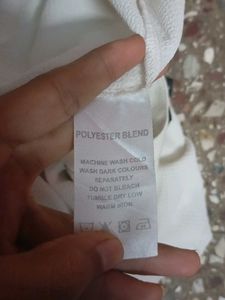 POLYESTER BLEND
MACHINE WASH COLD
WASH DARK COLOURS
SEPARATELY
DO NOT BLEACH
TUMBLE DRY LOW
WARM IRON.